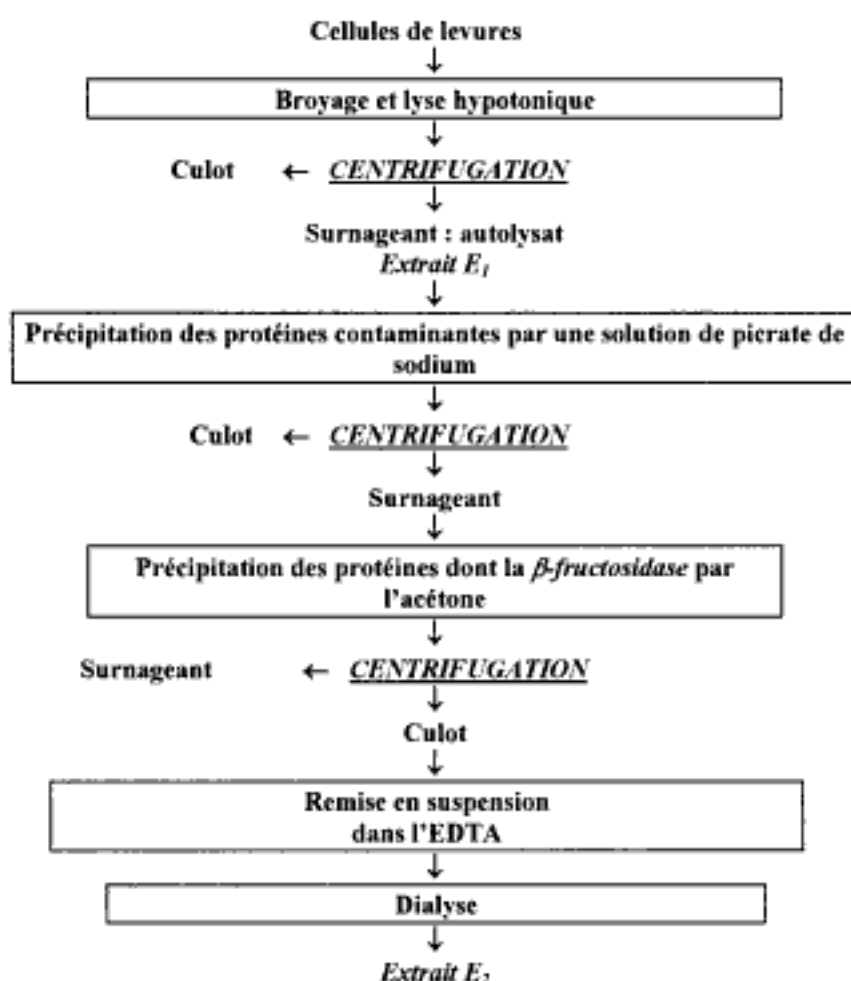 Cellules de levures
↓
Broyage et lyse hypotonique
↓
Culot ← CENTRIFUGATION
↓
Surnageant : autolysat
Extrait E₁
↓
Précipitation des protéines contaminantes par une solution de picrate de
sodium
↓
Culot ← CENTRIFUGATION
↓
Surnageant
↓
Précipitation des protéines dont la β-fructosidase par
l'acétone
↓
Surnageant ← CENTRIFUGATION
↓
Culot
↓
Remise en suspension
dans l'EDTA
↓
Dialyse
↓
Extrait E₂